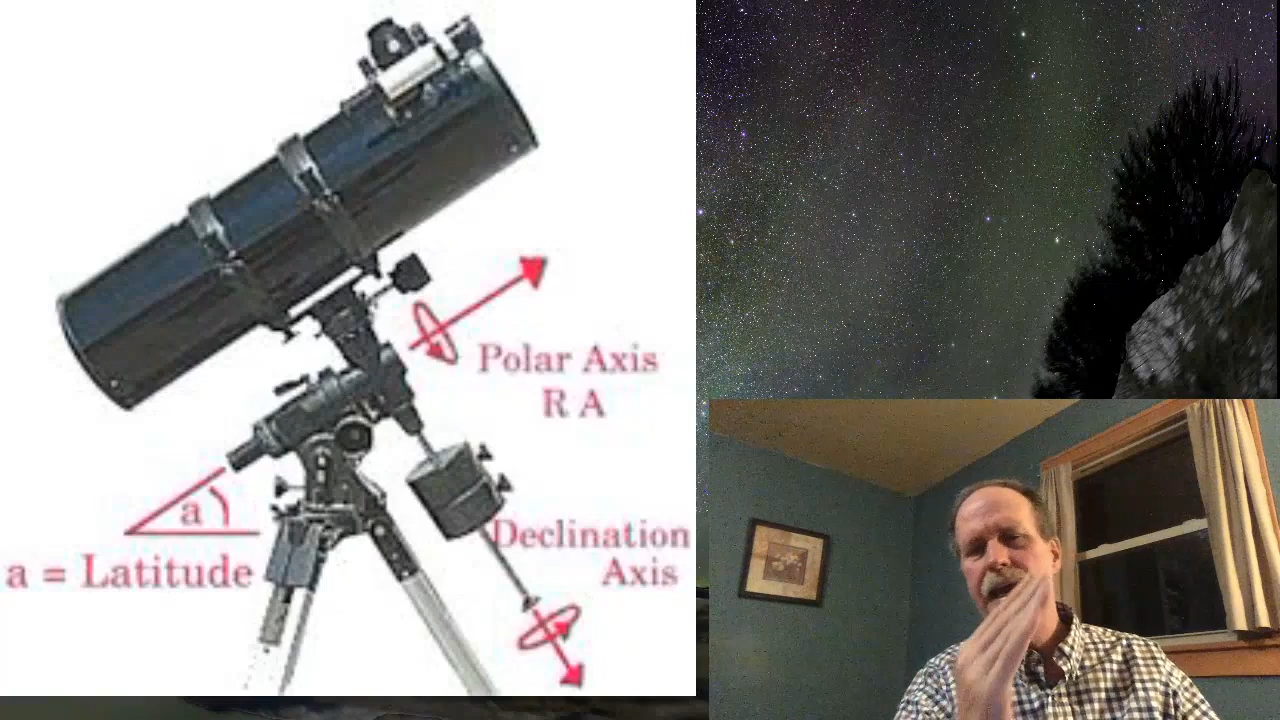 Polar Axis
R A
a
a = Latitude
Declination
Axis